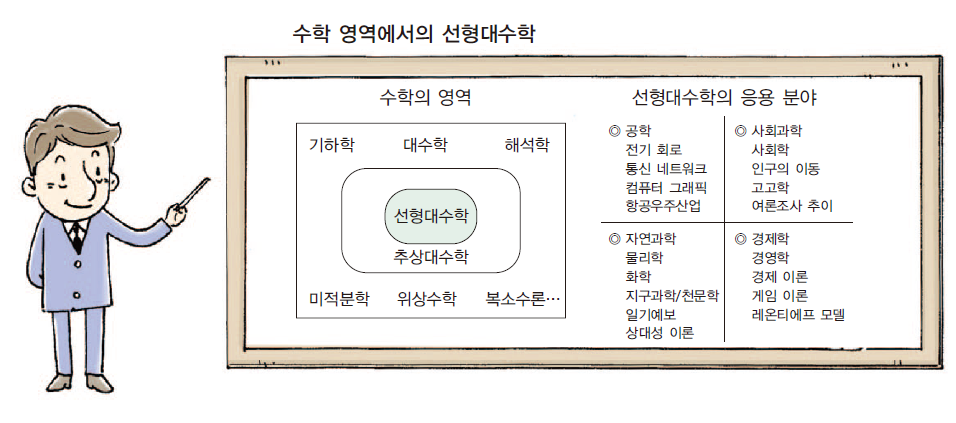 수학 영역에서의 선형대수학
수학의 영역
기하학 대수학 해석학
선형대수학
추상대수학
미적분학 위상수학 복소수론…
선형대수학의 응용 분야
◎ 공학
전기 회로
통신 네트워크
컴퓨터 그래픽
항공우주산업
◎ 사회과학
사회학
인구의 이동
고고학
여론조사 추이
◎ 자연과학
물리학
화학
지구과학/천문학
일기예보
상대성 이론
◎ 경제학
경영학
경제 이론
게임 이론
레온티에프 모델